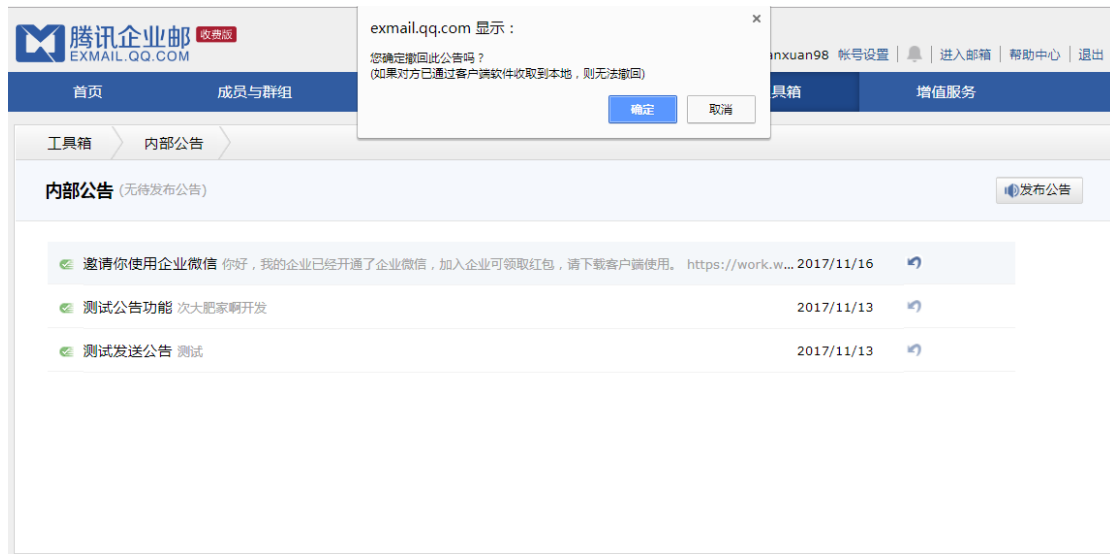 腾讯企业邮 收费版
EXMAIL.QQ.COM
exmail.qq.com 显示：
您确定撤回此公告吗？
(如果对方已通过客户端软件收取到本地，则无法撤回)
确定 取消
anxuan98 帐号设置 | | 进入邮箱 | 帮助中心 | 退出
首页 成员与群组 具箱 增值服务
工具箱 内部公告
内部公告 (无待发布公告) 发布公告
邀请你使用企业微信 你好，我的企业已经开通了企业微信，加入企业可领取红包，请下载客户端使用。 https://work.w... 2017/11/16
测试公告功能 次大肥家啊开发 2017/11/13
测试发送公告 测试 2017/11/13